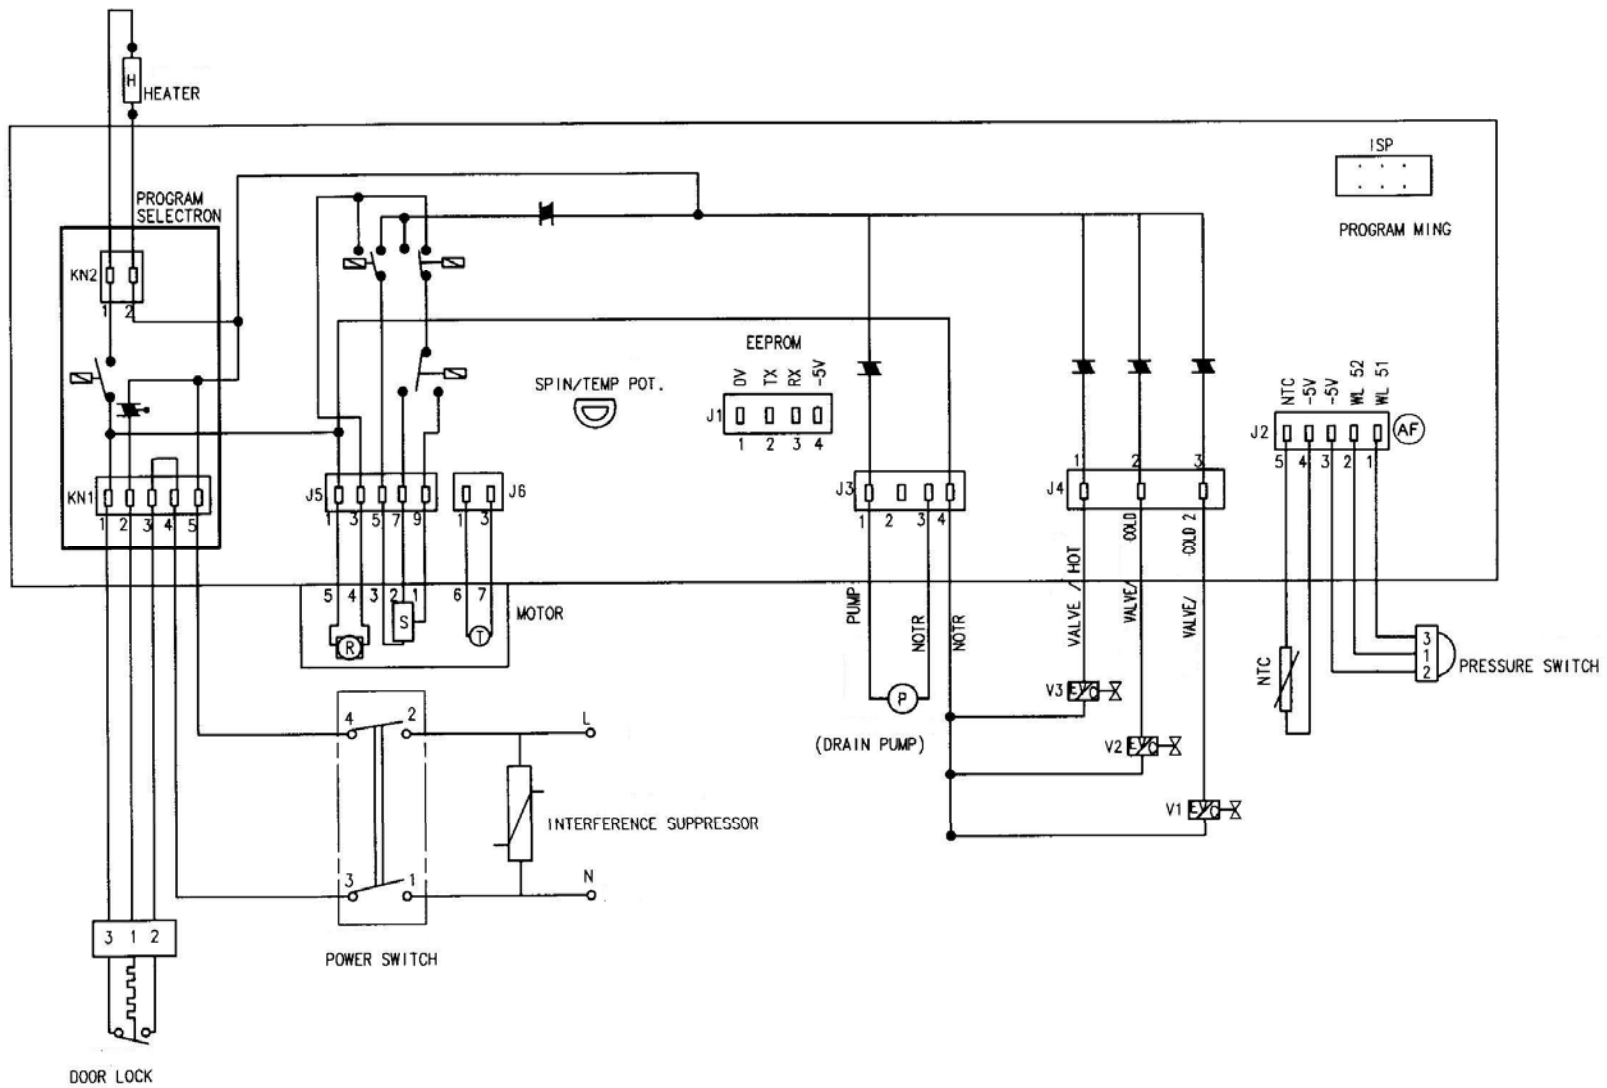 H
HEATER
ISP
PROGRAM MING
PROGRAM
SELECTRON
KN2
1 2
KN1
1 2 3 4 5
SPIN/TEMP POT.
EEPROM
0V TX RX -5V
J1
1 2 3 4
J5
1 3 5 7 9
J6
1 3
J3
1 2 3 4
J4
1 2 3
NTC -5V -5V WL 52 WL 51
J2
AF
5 4 3 2 1
5 4 3 2 1 6 7
MOTOR
R
S
T
PUMP
NOTR
NOTR
VALVE / HOT
VALVE/ COLD
VALVE/ COLD 2
P
(DRAIN PUMP)
V3 EV
V2 EV
V1 EV
NTC
3
1
2
PRESSURE SWITCH
4 2
L
INTERFERENCE SUPPRESSOR
3 1
N
POWER SWITCH
3 1 2
DOOR LOCK